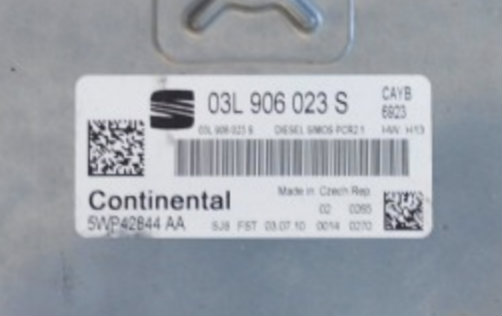 03L 906 023 S CAYB
6923
03L 906 023 S DIESEL SIMOS PCR2.1 HW: H13
Continental Made in: Czech Rep.
02 0265
5WP42844 AA SJ8 FST 03.07.10 0014 0270